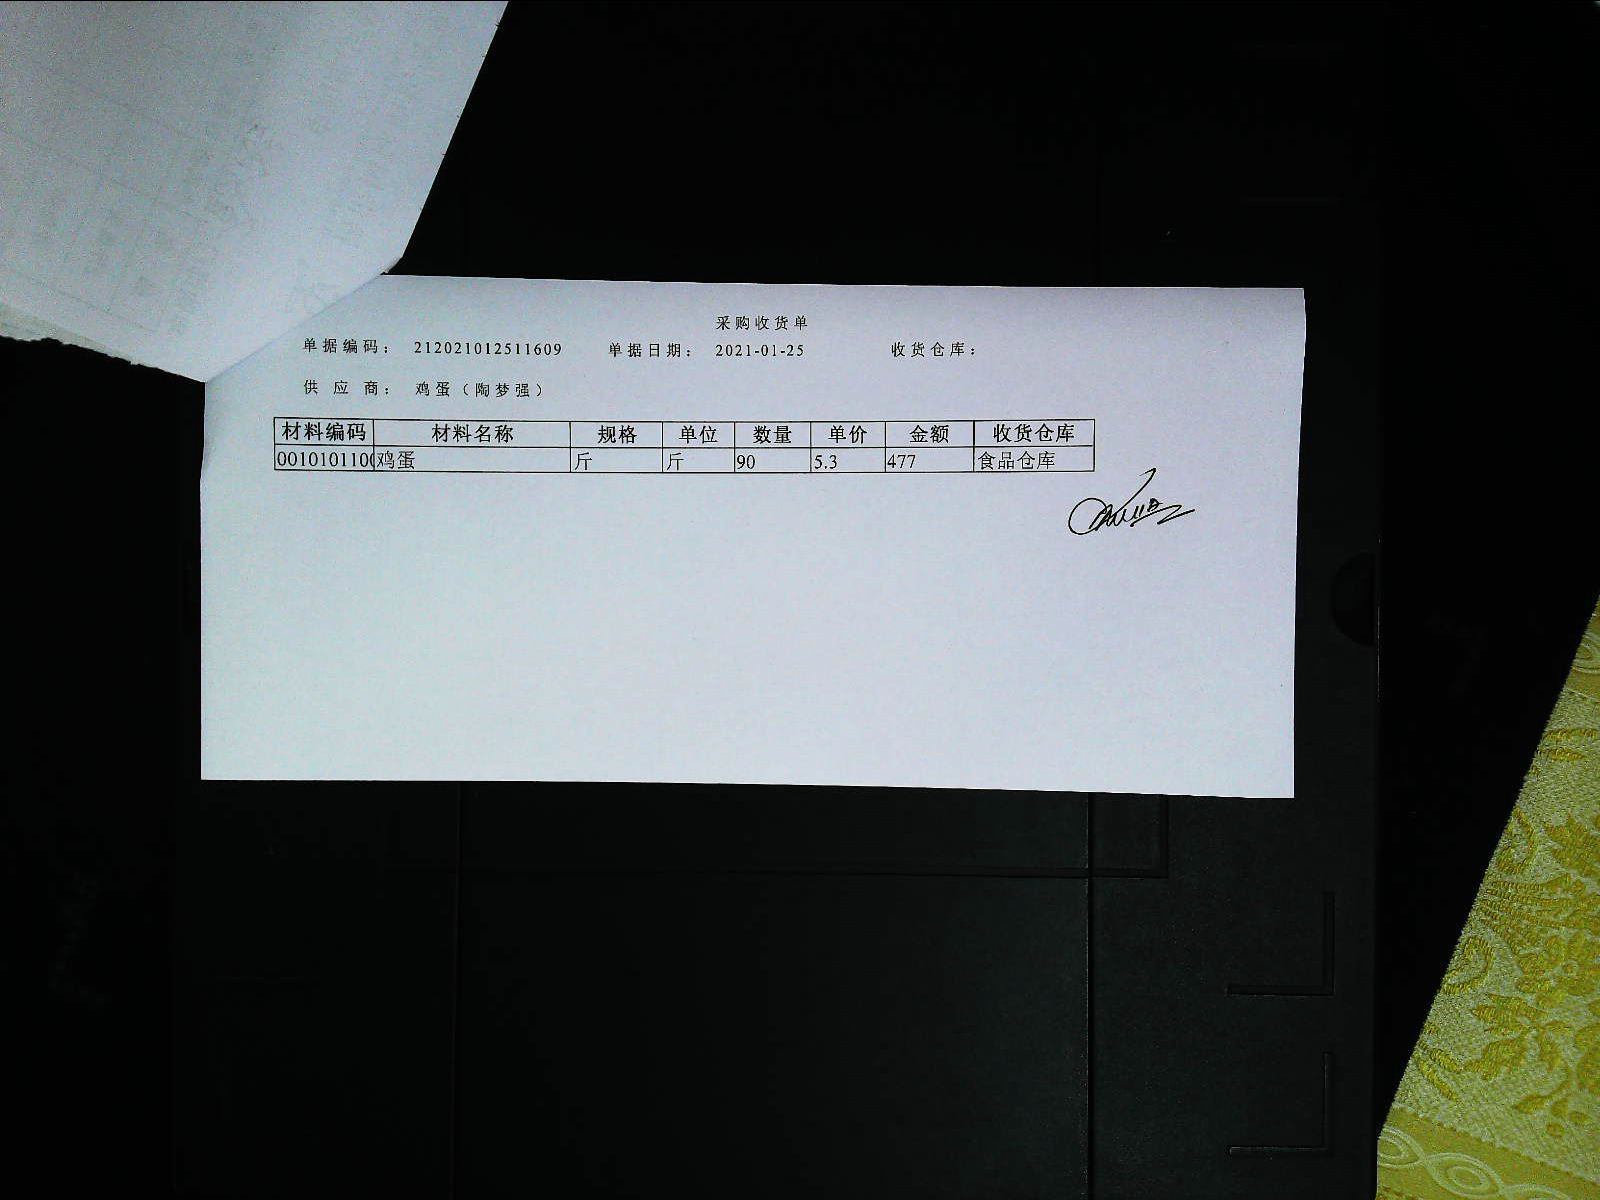 采购收货单
单据编码： 212021012511609 单据日期： 2021-01-25 收货仓库：
供应商： 鸡蛋（陶梦强）
材料编码 材料名称 规格 单位 数量 单价 金额 收货仓库
0010101100 鸡蛋 斤 斤 90 5.3 477 食品仓库